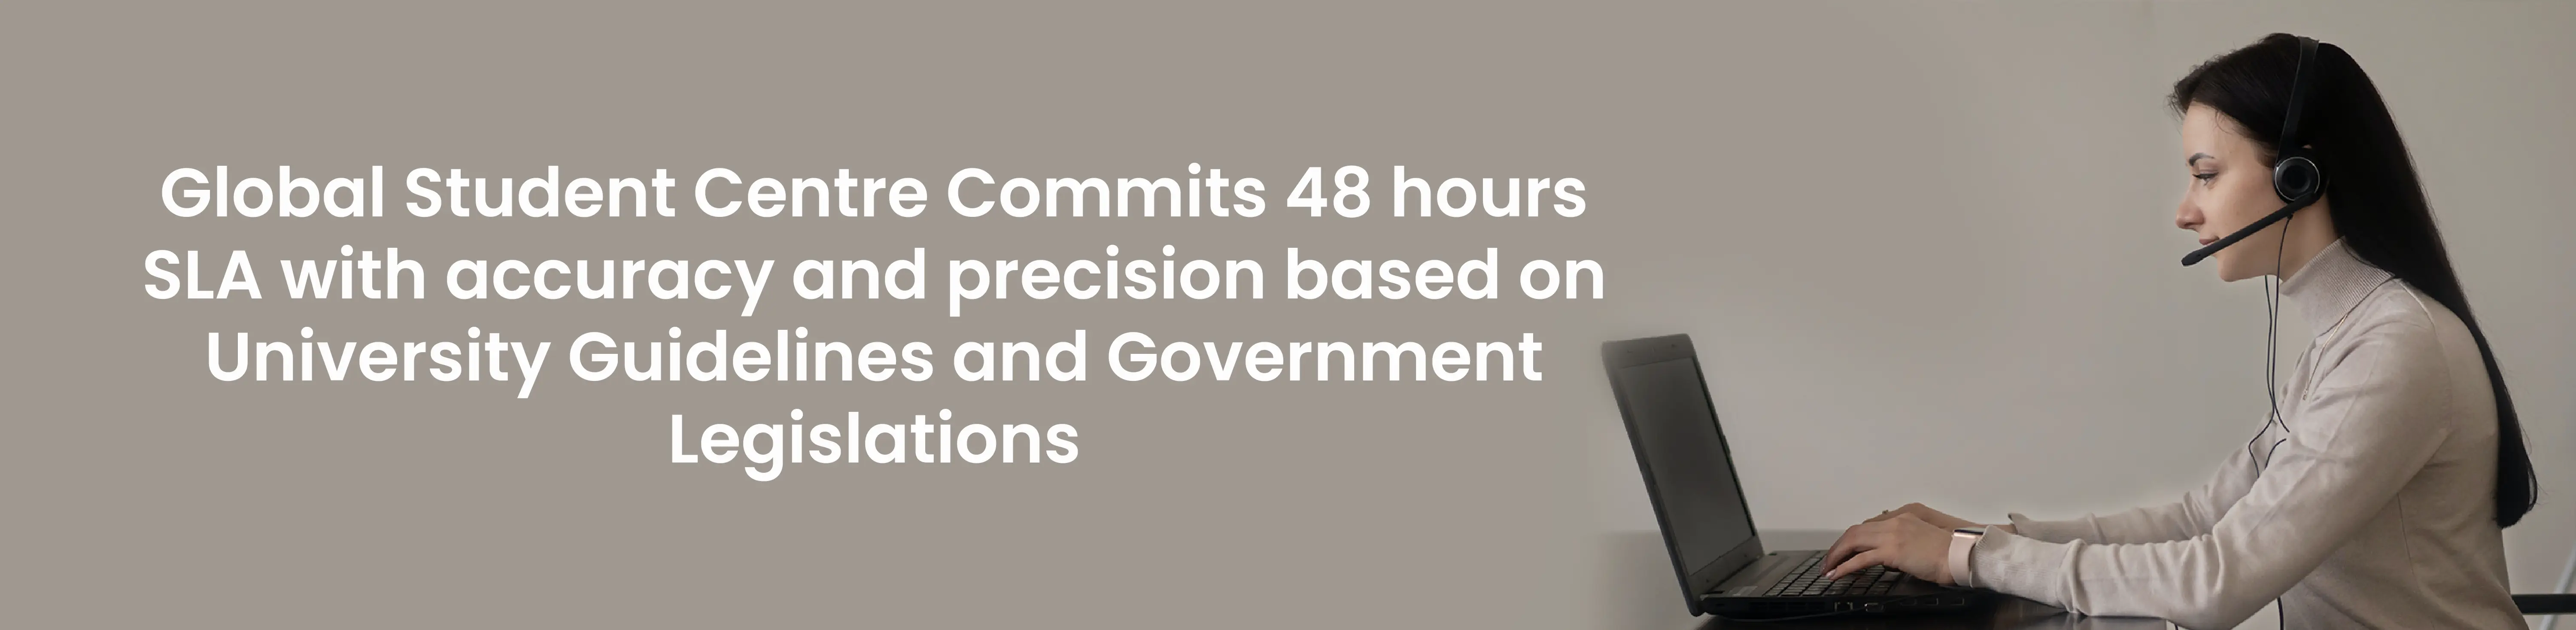 Global Student Centre Commits 48 hours
SLA with accuracy and precision based on
University Guidelines and Government
Legislations